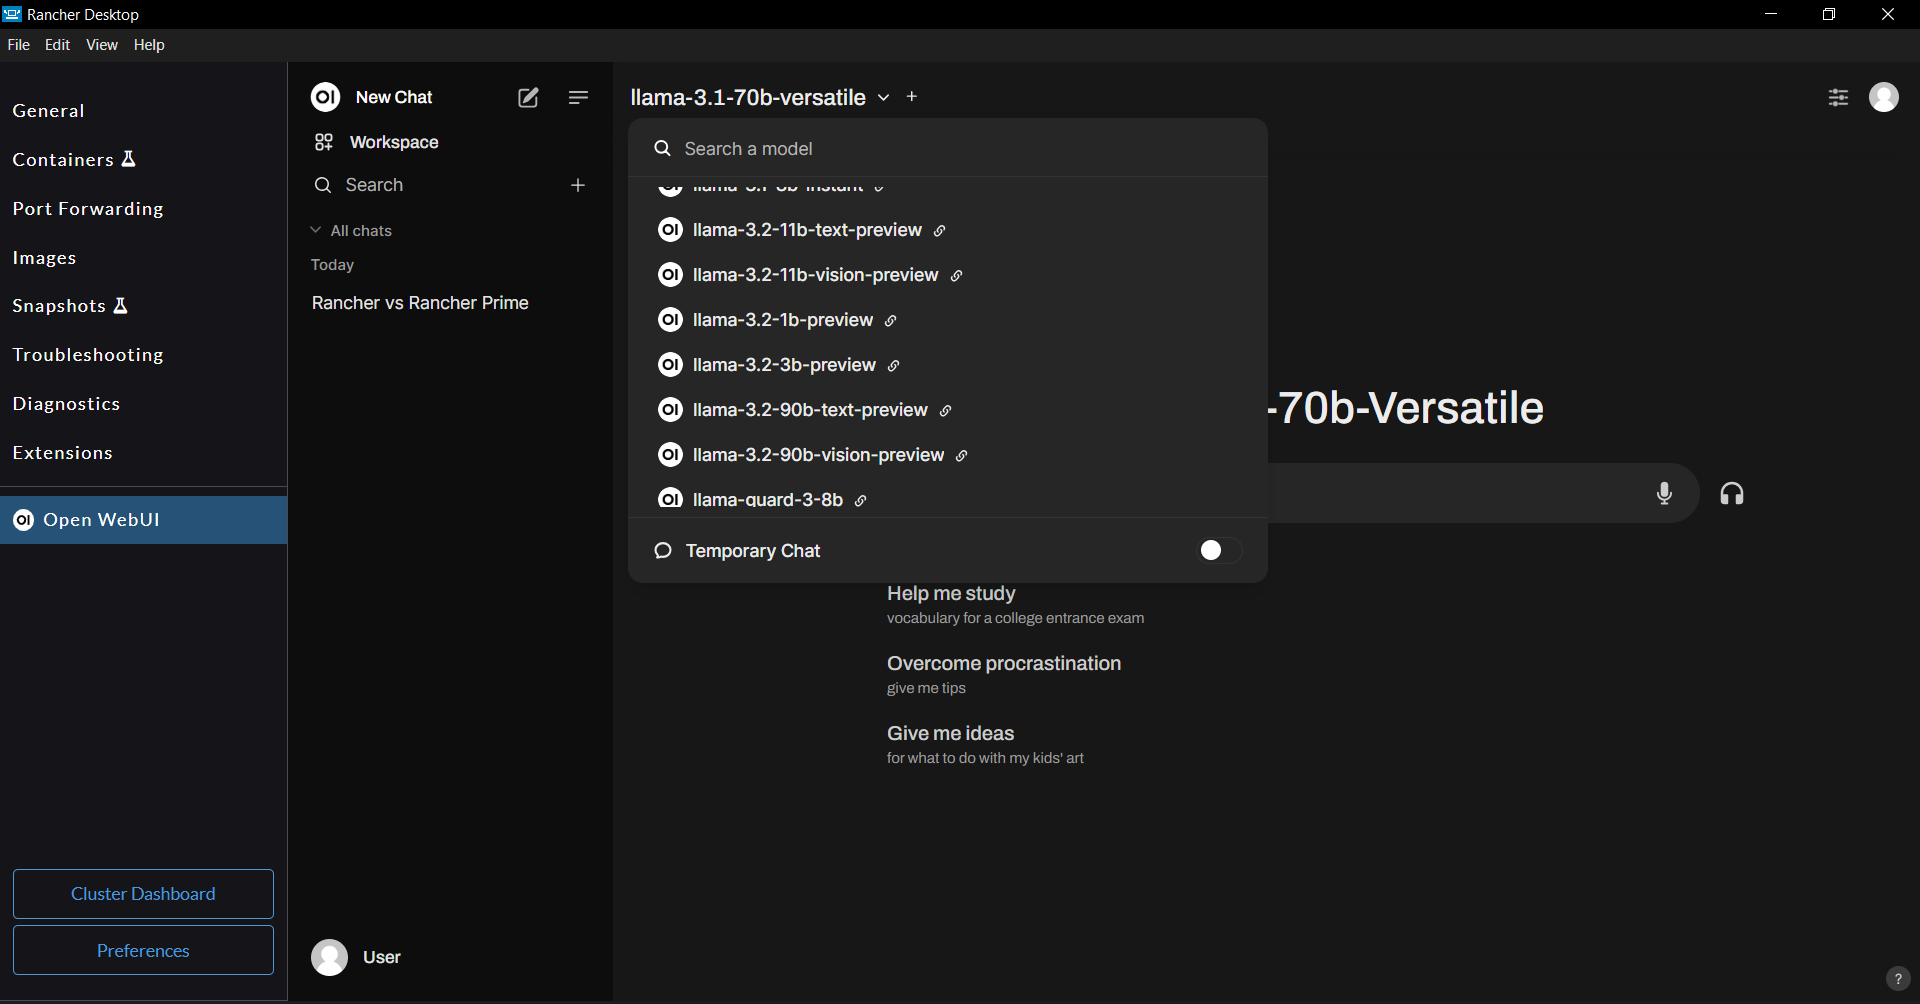 Rancher Desktop
File Edit View Help
General
Containers
Port Forwarding
Images
Snapshots
Troubleshooting
Diagnostics
Extensions
OI Open WebUI
Cluster Dashboard
Preferences
OI New Chat
Workspace
Search
All chats
Today
Rancher vs Rancher Prime
User
llama-3.1-70b-versatile
Search a model
llama-3.1-8b-instant
OI llama-3.2-11b-text-preview
OI llama-3.2-11b-vision-preview
OI llama-3.2-1b-preview
OI llama-3.2-3b-preview
OI llama-3.2-90b-text-preview
OI llama-3.2-90b-vision-preview
OI llama-guard-3-8b
Temporary Chat
-70b-Versatile
Help me study
vocabulary for a college entrance exam
Overcome procrastination
give me tips
Give me ideas
for what to do with my kids' art
?